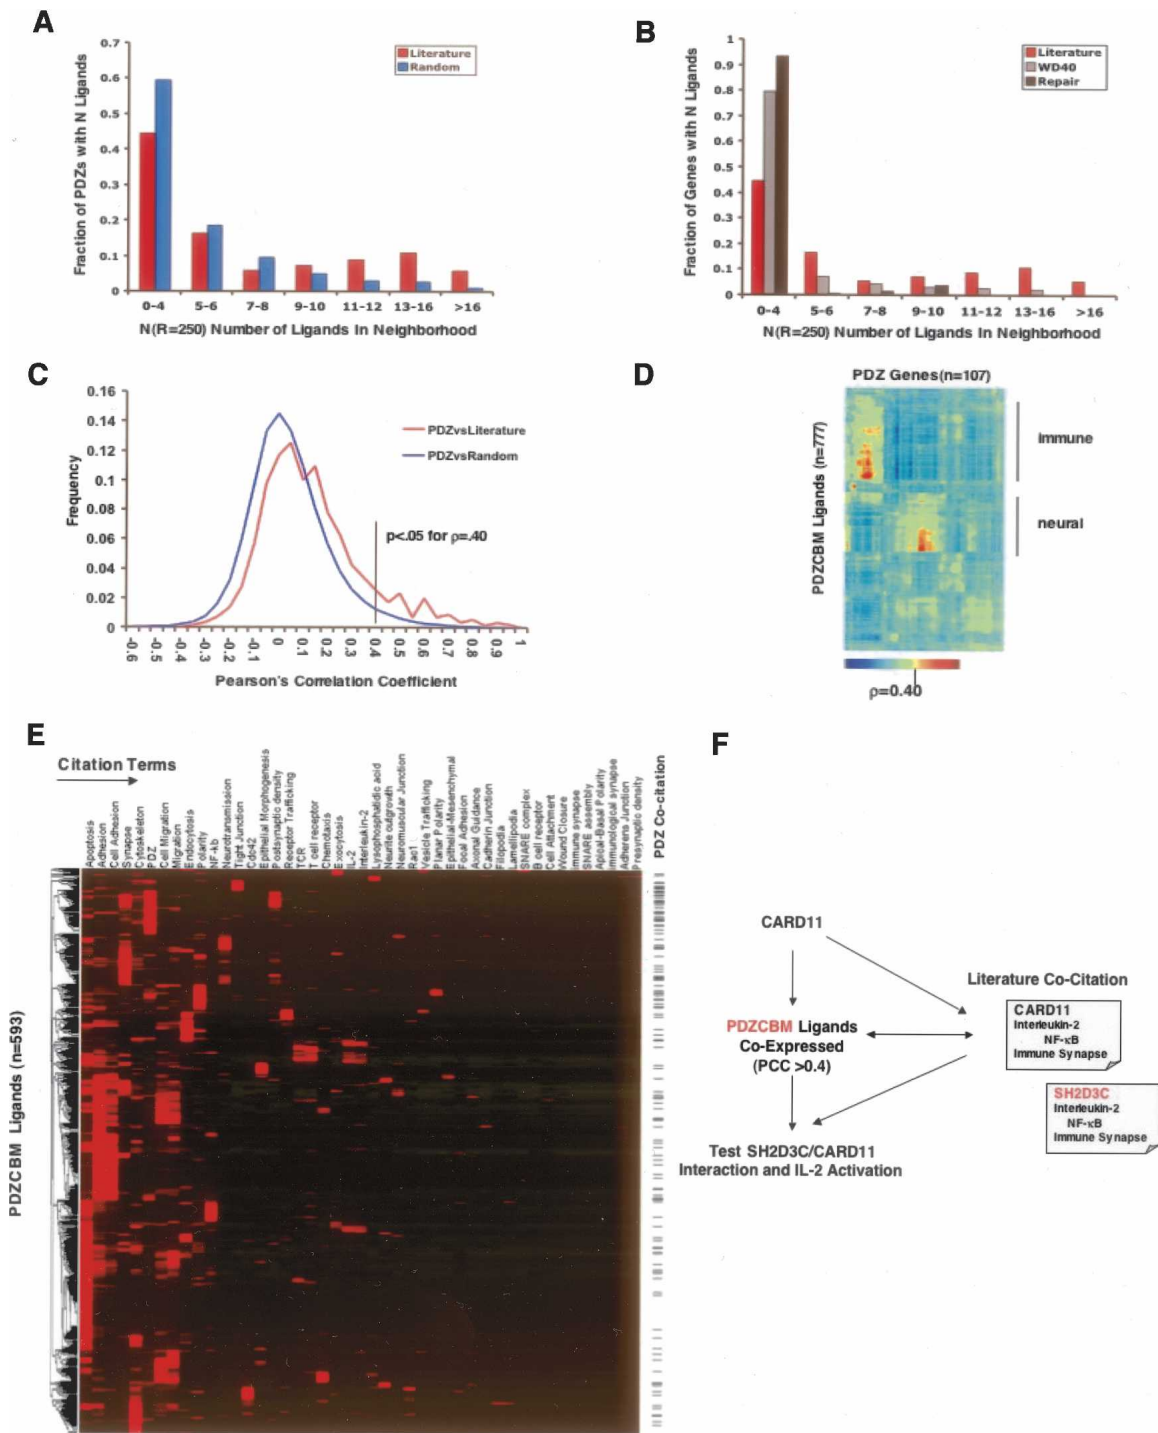 A
0.7
0.6
0.5
0.4
0.3
0.2
0.1
0
Fraction of PDZs with N Ligands
Literature
Random
0-4 5-6 7-8 9-10 11-12 13-16 >16
N(R=250) Number of Ligands In Neighborhood
B
1
0.9
0.8
0.7
0.6
0.5
0.4
0.3
0.2
0.1
0
Fraction of Genes with N Ligands
Literature
WD40
Repair
0-4 5-6 7-8 9-10 11-12 13-16 >16
N(R=250) Number of Ligands In Neighborhood
C
0.16
0.14
0.12
0.1
0.08
0.06
0.04
0.02
0
Frequency
PDZvsLiterature
PDZvsRandom
p<.05 for ρ=.40
-0.6 -0.5 -0.4 -0.3 -0.2 -0.1 0 0.1 0.2 0.3 0.4 0.5 0.6 0.7 0.8 0.9 1
Pearson's Correlation Coefficient
D
PDZ Genes(n=107)
PDZCBM Ligands (n=777)
immune
neural
ρ=0.40
E
Citation Terms
Apoptosis
Adhesion
Cell Adhesion
Synapse
Cytoskeleton
PDZ
Cell Migration
Migration
Endocytosis
Polarity
NF-kb
Neurotransmission
Tight Junction
Cdc42
Epithelial Morphogenesis
Postsynaptic density
Receptor Trafficking
TCR
T cell receptor
Chemotaxis
Exocytosis
IL-2
Interleukin-2
Lysophosphatidic acid
Neurite outgrowth
Neuromuscular Junction
Rac1
Vesicle Trafficking
Planar Polarity
Epithelial-Mesenchymal
Focal Adhesion
Axonal Guidance
Cadherin Junction
Filopodia
Lamellipodia
SNARE complex
B cell receptor
Cell Attachment
Wound Closure
Immune synapse
SNARE assembly
Apical-Basal Polarity
immunological synapse
Adherens Junction
Presynaptic density
PDZ Co-citation
PDZCBM Ligands (n=593)
F
CARD11
Literature Co-Citation
CARD11
Interleukin-2
NF-κB
Immune Synapse
PDZCBM Ligands
Co-Expressed
(PCC >0.4)
SH2D3C
Interleukin-2
NF-κB
Immune Synapse
Test SH2D3C/CARD11
Interaction and IL-2 Activation